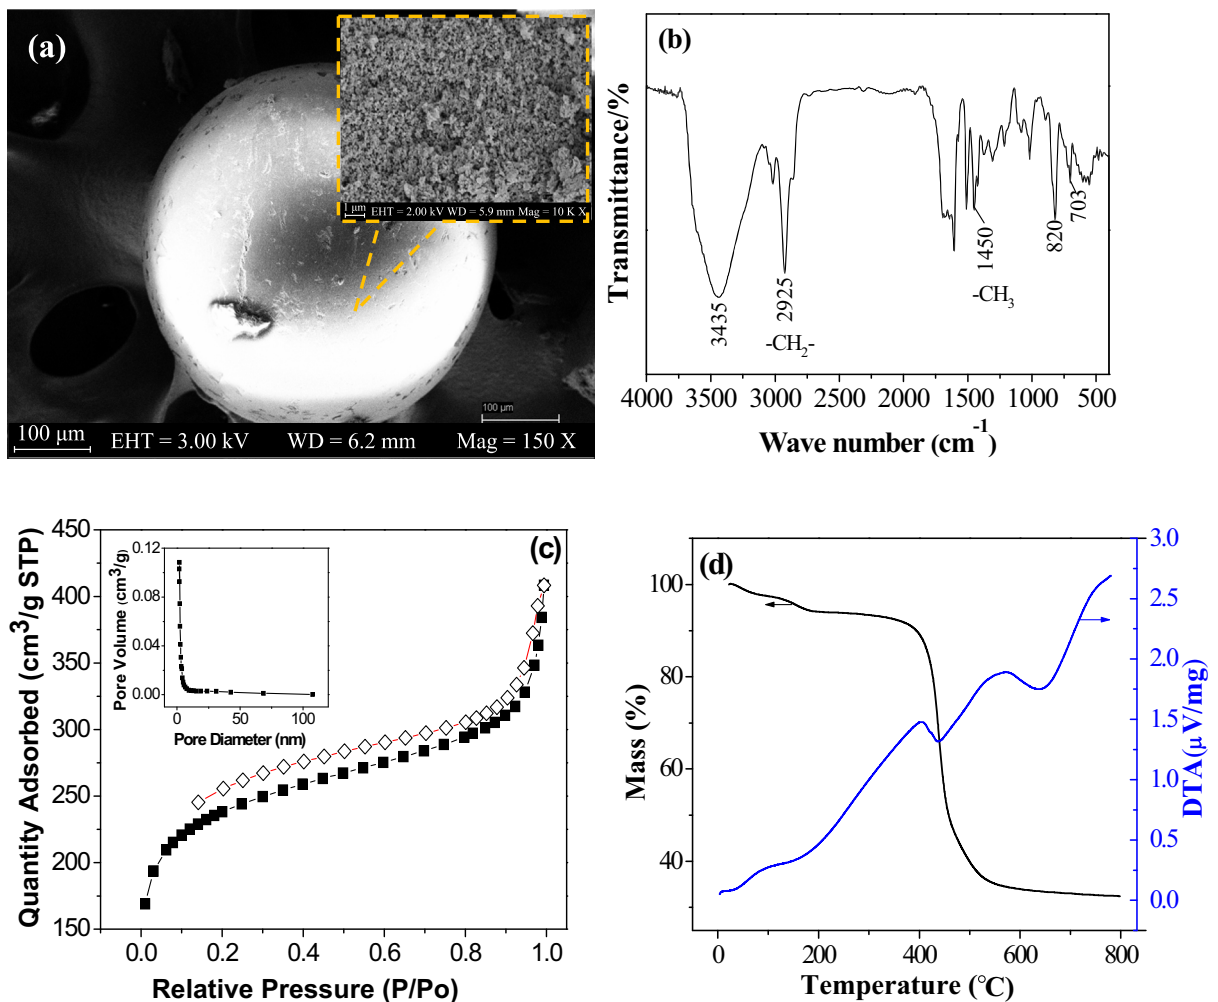 (a)
1 μm EHT = 2.00 kV WD = 5.9 mm Mag = 10 K X
100 μm
100 μm EHT = 3.00 kV WD = 6.2 mm Mag = 150 X
(b)
Transmittance/%
3435
2925
-CH₂-
1450
-CH₃
820
703
4000 3500 3000 2500 2000 1500 1000 500
Wave number (cm⁻¹)
(c)
Quantity Adsorbed (cm³/g STP)
450
400
350
300
250
200
150
0.0 0.2 0.4 0.6 0.8 1.0
Relative Pressure (P/Po)
Pore Volume (cm³/g)
0.12
0.08
0.04
0.00
0 50 100
Pore Diameter (nm)
(d)
Mass (%)
100
80
60
40
0 200 400 600 800
Temperature (℃)
3.0
2.5
2.0
1.5
1.0
0.5
0.0
DTA(μV/mg)